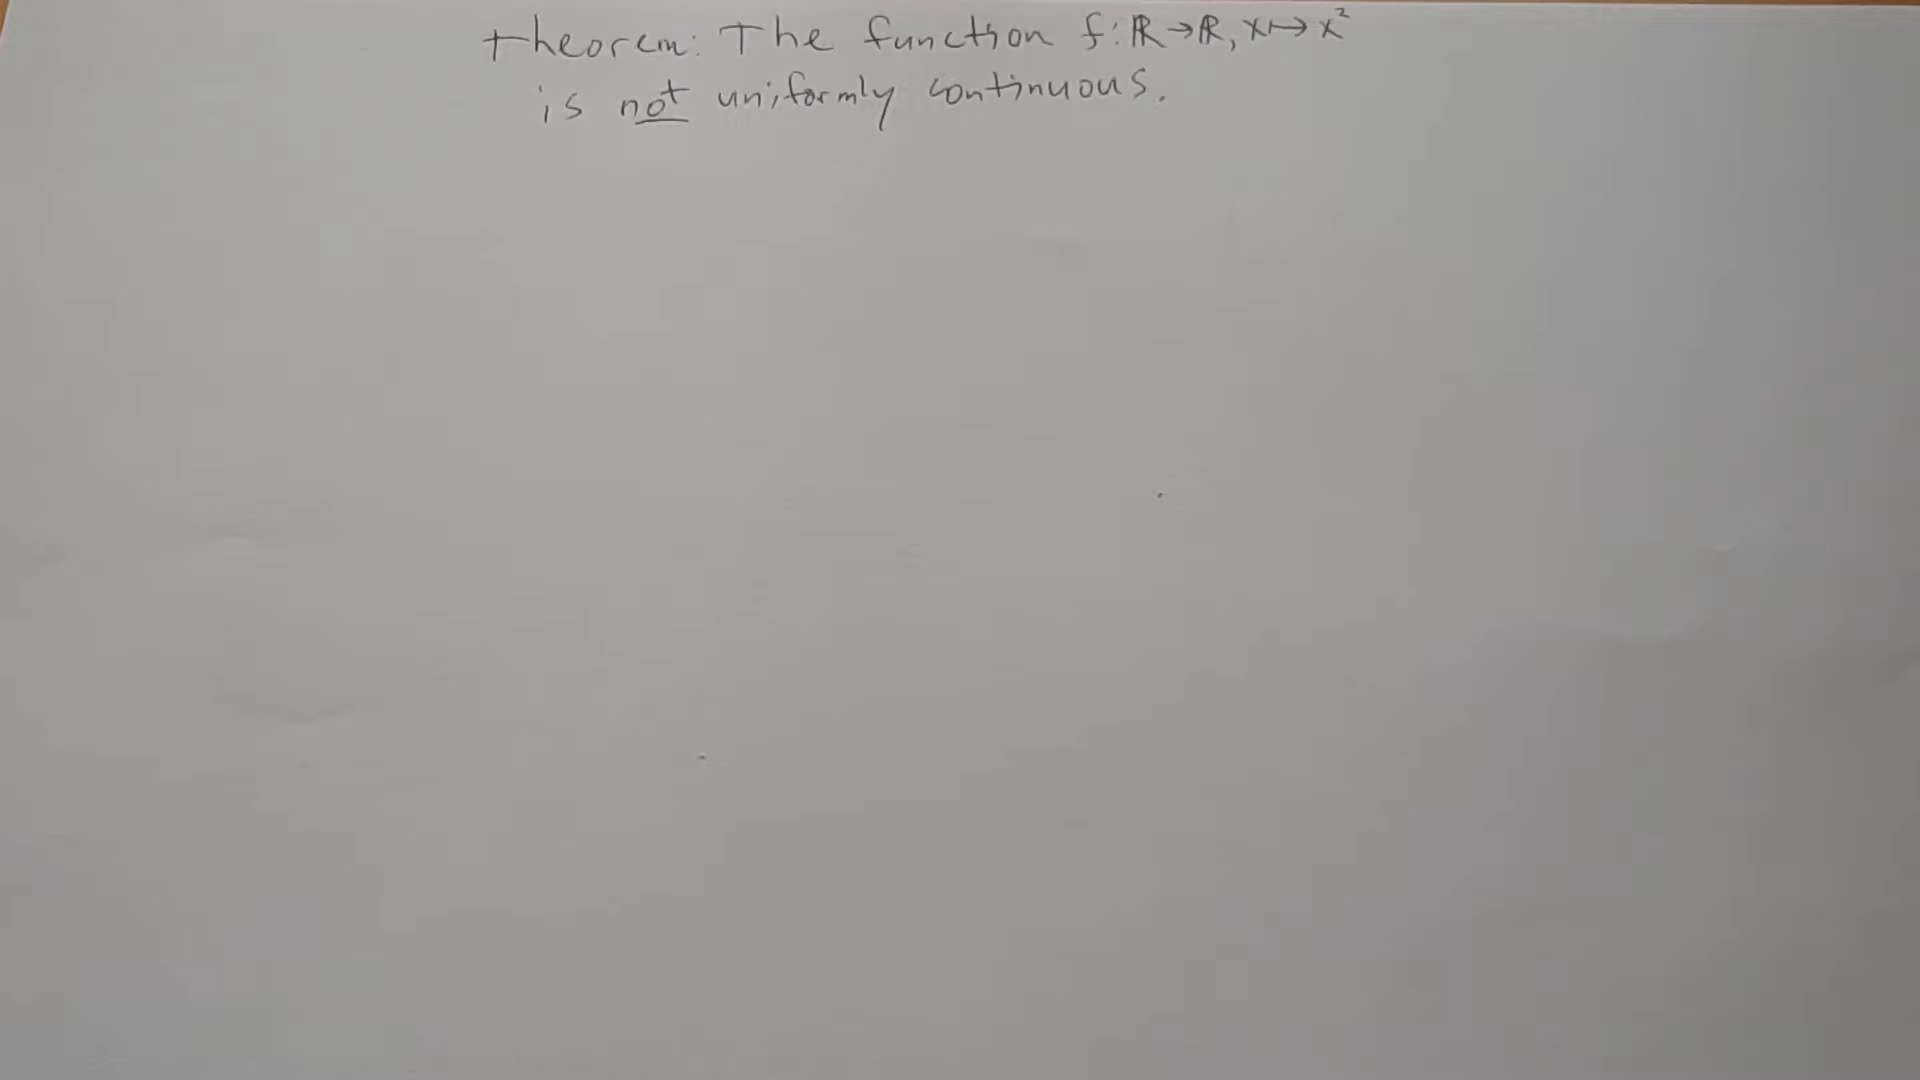 Theorem: The function f: ℝ→ℝ, x↦x²
is not uniformly continuous.